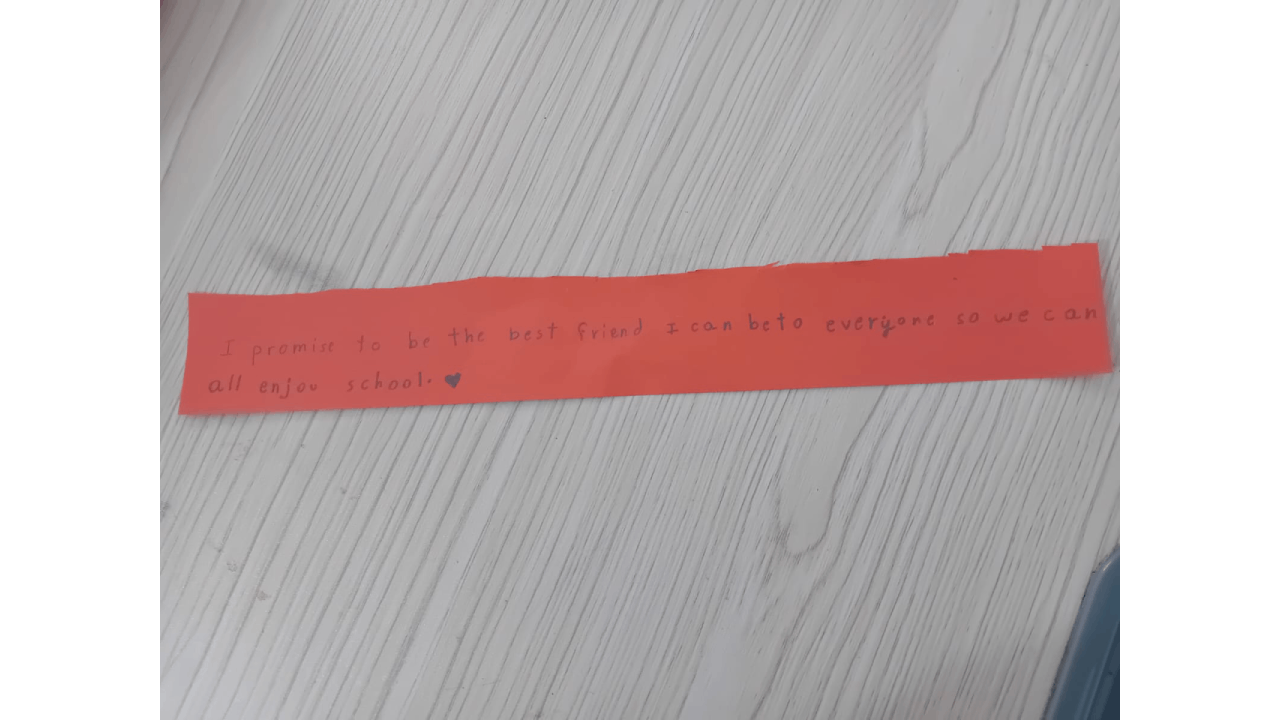 I promise to be the best friend I can be to everyone so we can
all enjou school. ♥